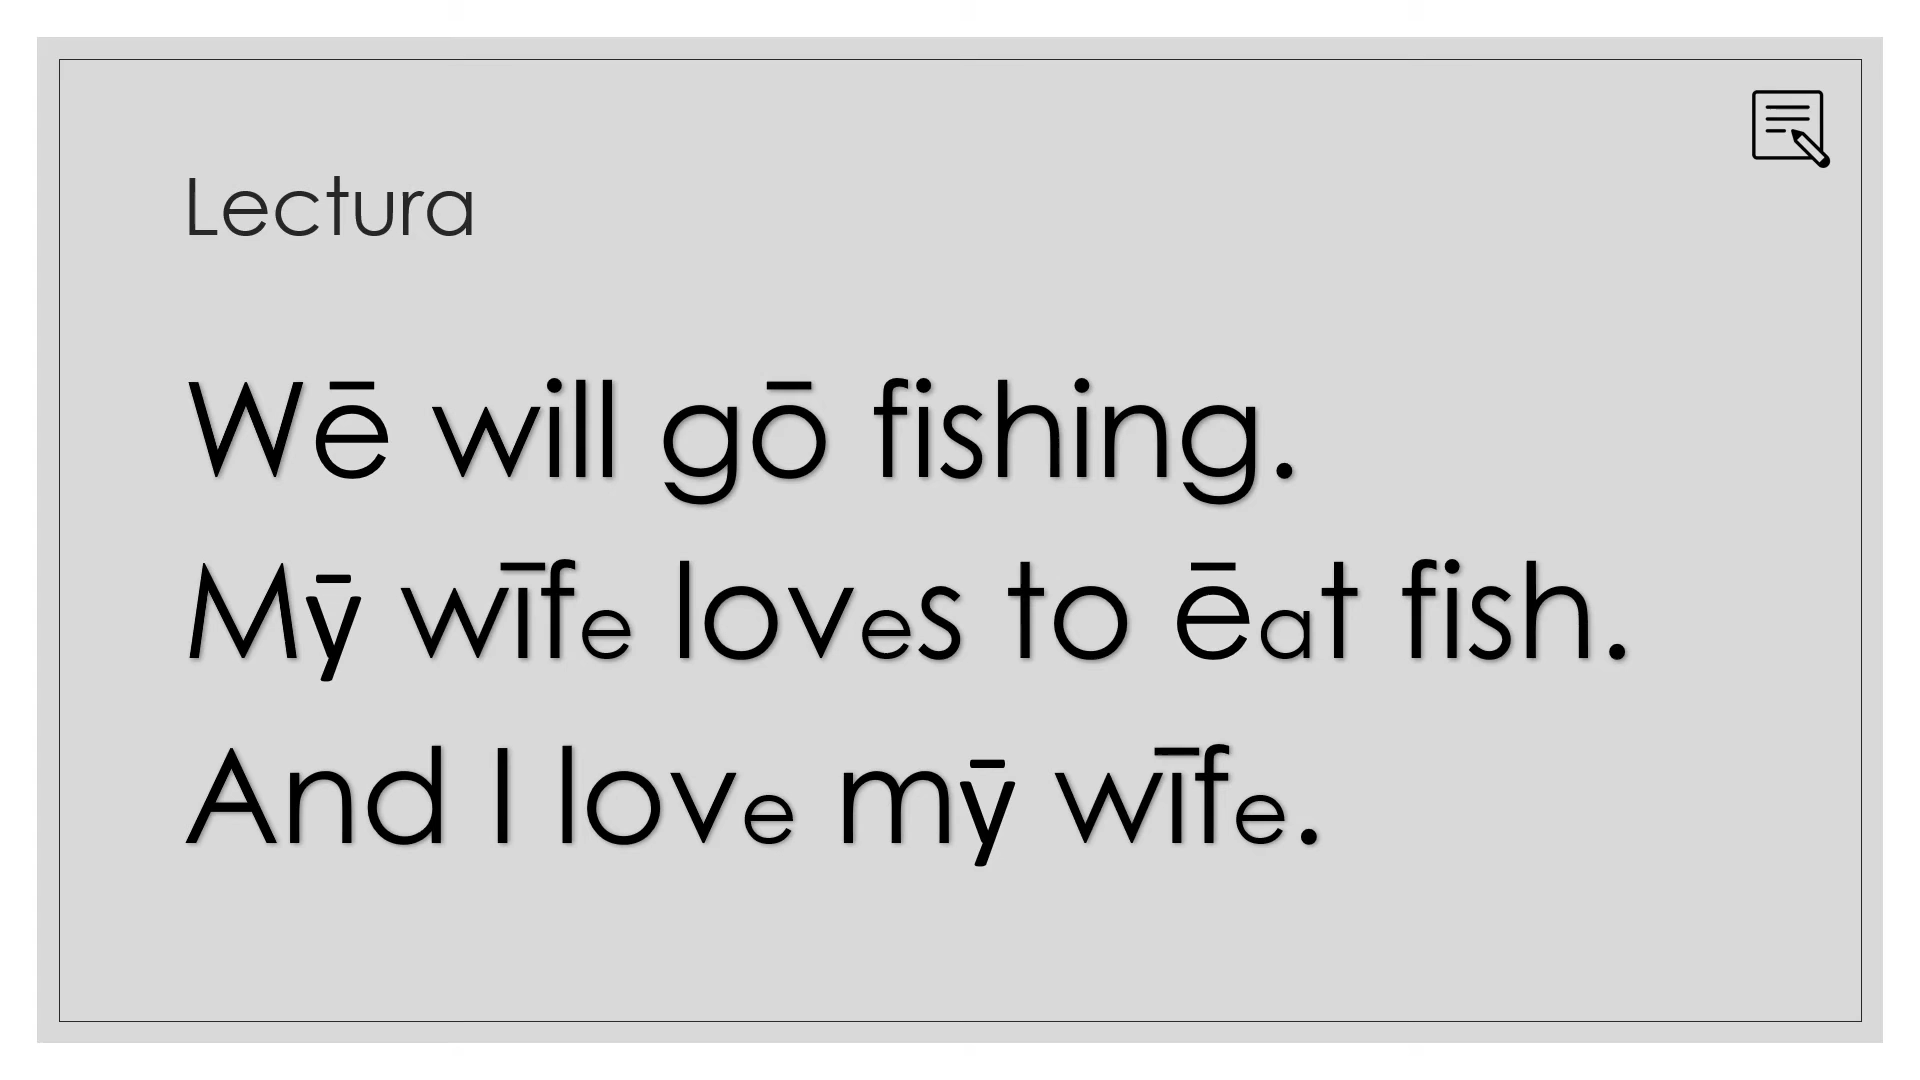 Lectura
Wē will gō fishing.
Mȳ wīfe loves to ēat fish.
And I love mȳ wīfe.